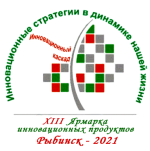 Инновационные стратегии в динамике нашей жизни
Инновационный
каскад
XIII Ярмарка
инновационных продуктов
Рыбинск - 2021